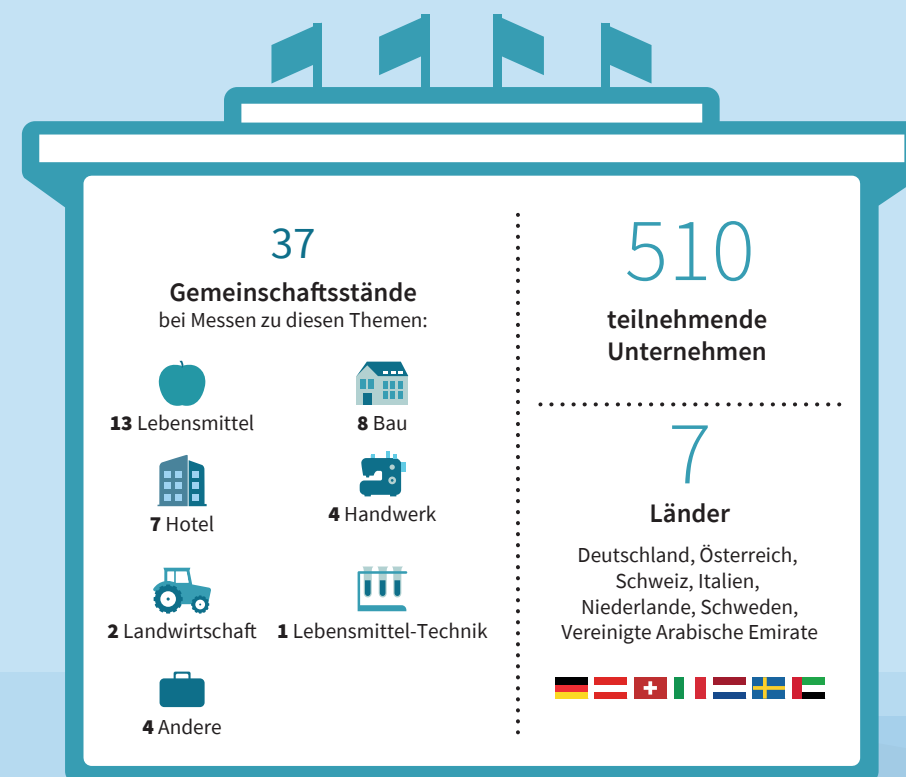 37
Gemeinschaftsstände
bei Messen zu diesen Themen:
13 Lebensmittel
8 Bau
7 Hotel
4 Handwerk
2 Landwirtschaft
1 Lebensmittel-Technik
4 Andere
510
teilnehmende
Unternehmen
7
Länder
Deutschland, Österreich,
Schweiz, Italien,
Niederlande, Schweden,
Vereinigte Arabische Emirate